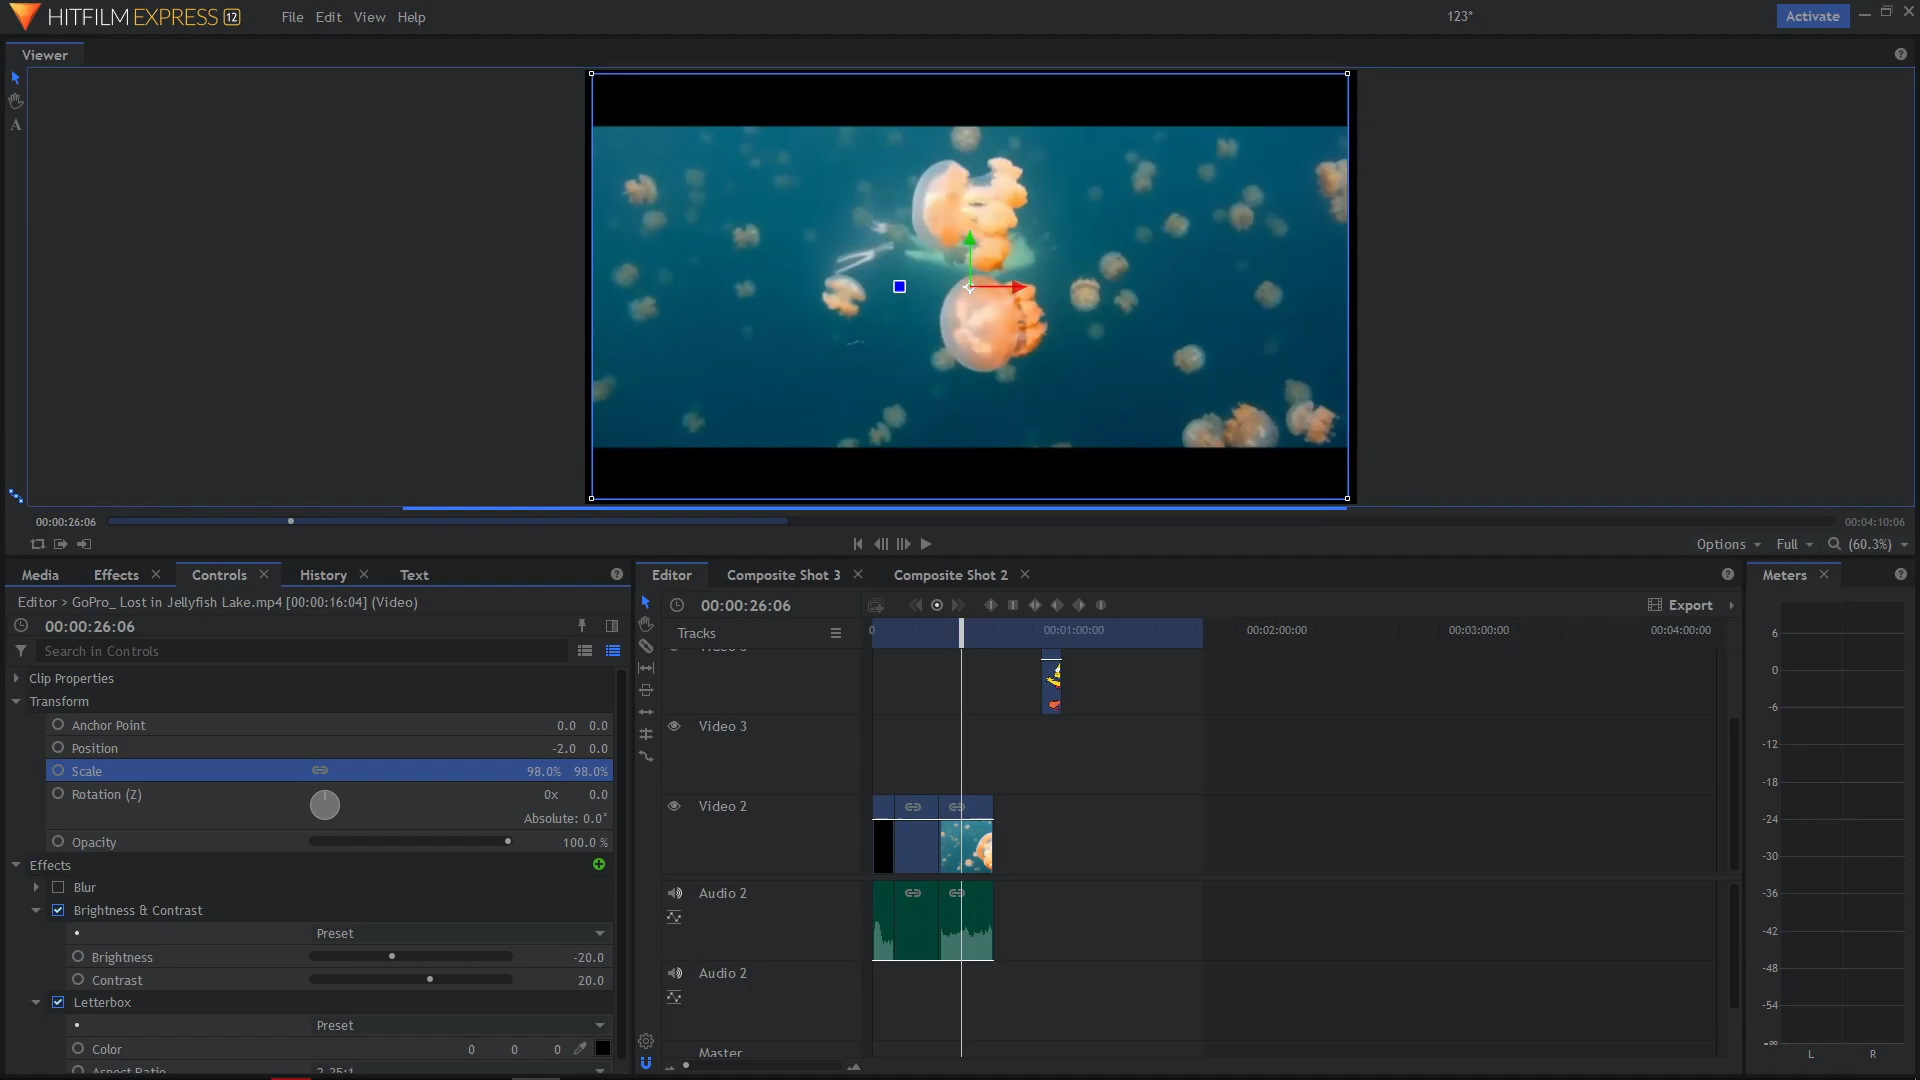 HITFILM EXPRESS 12 File Edit View Help 123* Activate
Viewer
A
00:00:26:06 00:04:10:06
Options Full (60.3%)
Media Effects Controls History Text
Editor > GoPro_ Lost in Jellyfish Lake.mp4 [00:00:16:04] (Video)
00:00:26:06
Search in Controls
Clip Properties
Transform
Anchor Point 0.0 0.0
Position -2.0 0.0
Scale 98.0% 98.0%
Rotation (Z) 0x 0.0
Absolute: 0.0°
Opacity 100.0 %
Effects
Blur
Brightness & Contrast
Preset
Brightness -20.0
Contrast 20.0
Letterbox
Preset
Color 0 0 0
Aspect Ratio 2.35:1
Editor Composite Shot 3 Composite Shot 2
00:00:26:06 Export
Tracks 0 00:01:00:00 00:02:00:00 00:03:00:00 00:04:00:00
Video 3
Video 2
Audio 2
Audio 2
Master
Meters
6
0
-6
-12
-18
-24
-30
-36
-42
-48
-54
-∞
L R